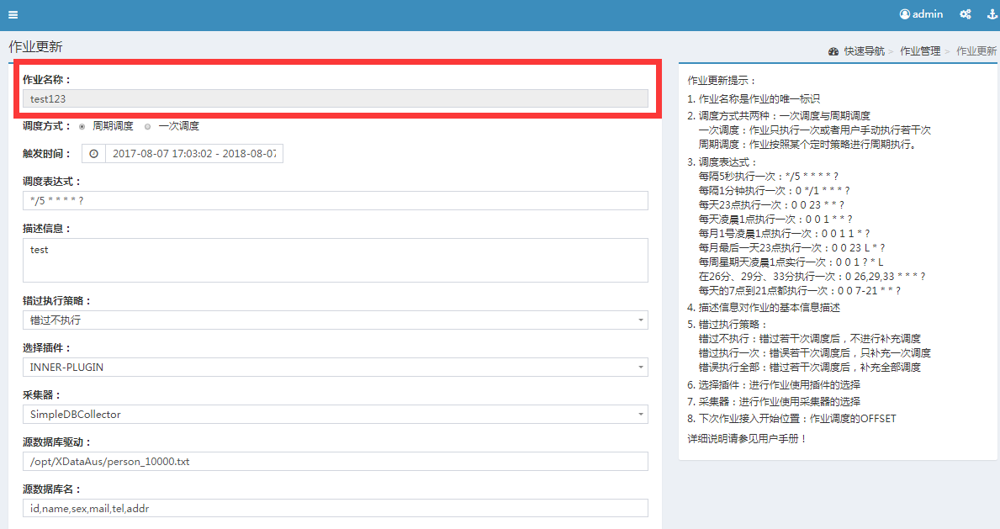 admin
作业更新
快速导航 > 作业管理 > 作业更新
作业名称：
test123
调度方式： 周期调度 一次调度
触发时间： 2017-08-07 17:03:02 - 2018-08-07
调度表达式：
*/5 * * * * ?
描述信息：
test
错过执行策略：
错过不执行
选择插件：
INNER-PLUGIN
采集器：
SimpleDBCollector
源数据库驱动：
/opt/XDataAus/person_10000.txt
源数据库名：
id,name,sex,mail,tel,addr
作业更新提示：
1. 作业名称是作业的唯一标识
2. 调度方式共两种：一次调度与周期调度
一次调度：作业只执行一次或者用户手动执行若干次
周期调度：作业按照某个定时策略进行周期执行。
3. 调度表达式：
每隔5秒执行一次：*/5 * * * * ?
每隔1分钟执行一次：0 */1 * * * ?
每天23点执行一次：0 0 23 * * ?
每天凌晨1点执行一次：0 0 1 * * ?
每月1号凌晨1点执行一次：0 0 1 1 * ?
每月最后一天23点执行一次：0 0 23 L * ?
每周星期天凌晨1点实行一次：0 0 1 ? * L
在26分、29分、33分执行一次：0 26,29,33 * * * ?
每天的7点到21点都执行一次：0 0 7-21 * * ?
4. 描述信息对作业的基本信息描述
5. 错过执行策略：
错过不执行：错过若干次调度后，不进行补充调度
错过执行一次：错误若干次调度后，只补充一次调度
错误执行全部：错过若干次调度后，补充全部调度
6. 选择插件：进行作业使用插件的选择
7. 采集器：进行作业使用采集器的选择
8. 下次作业接入开始位置：作业调度的OFFSET
详细说明请参见用户手册！